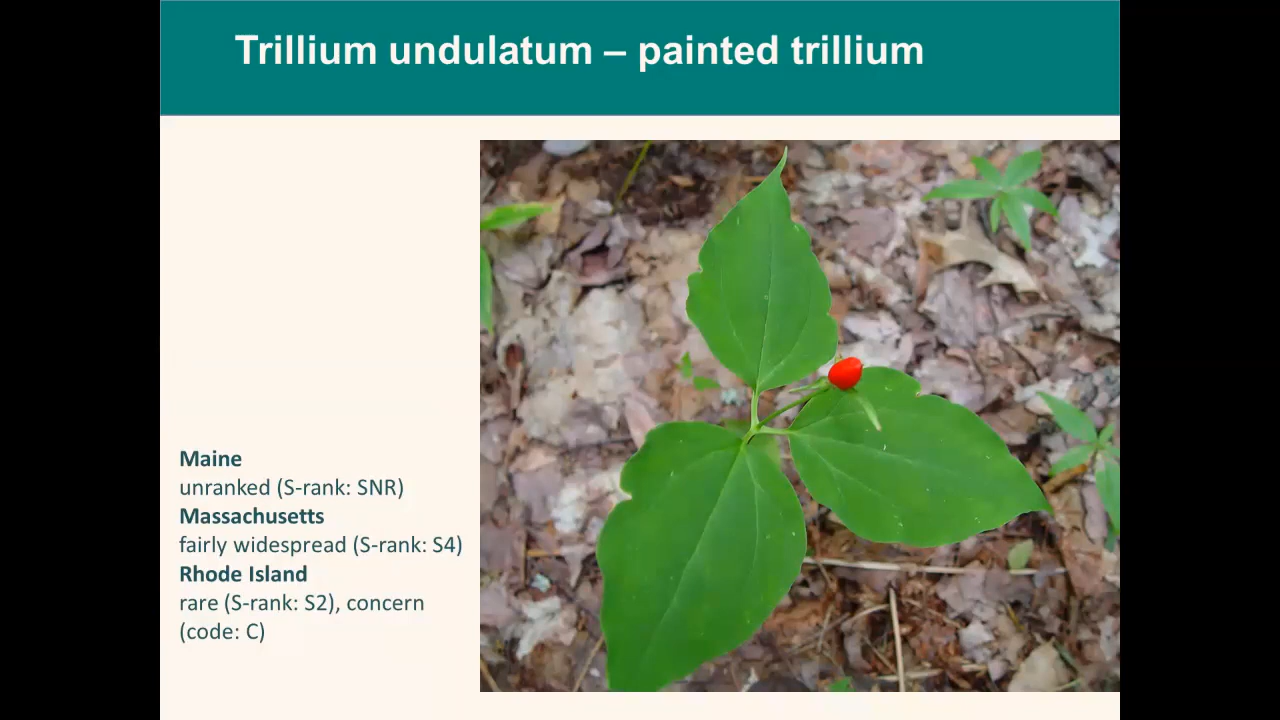 Trillium undulatum – painted trillium
Maine
unranked (S-rank: SNR)
Massachusetts
fairly widespread (S-rank: S4)
Rhode Island
rare (S-rank: S2), concern
(code: C)